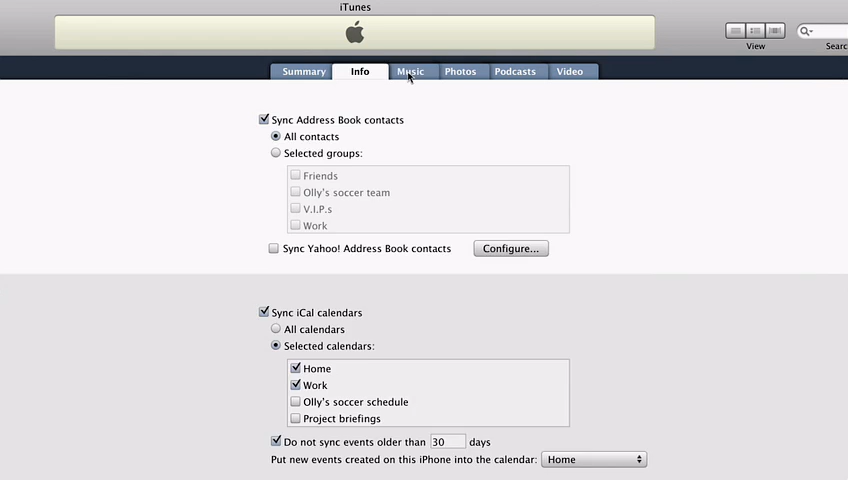 iTunes
View
Summary Info Music Photos Podcasts Video
Sync Address Book contacts
All contacts
Selected groups:
Friends
Olly's soccer team
V.I.P.s
Work
Sync Yahoo! Address Book contacts Configure...
Sync iCal calendars
All calendars
Selected calendars:
Home
Work
Olly's soccer schedule
Project briefings
Do not sync events older than 30 days
Put new events created on this iPhone into the calendar: Home